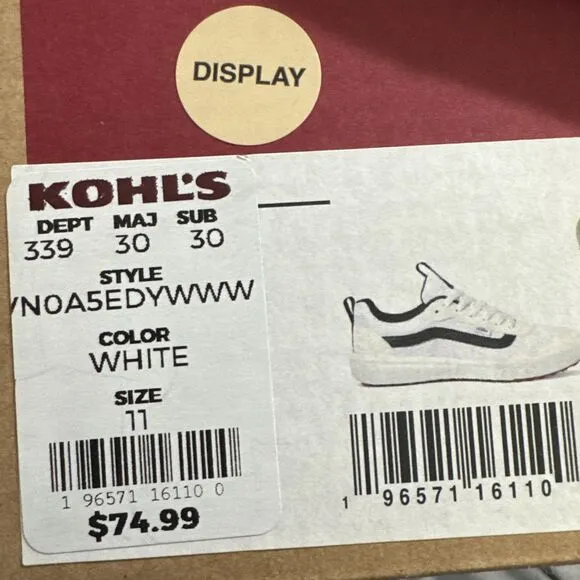 DISPLAY
KOHL'S
DEPT MAJ SUB
339 30 30
STYLE
VN0A5EDYWWW
COLOR
WHITE
SIZE
11
1 96571 16110 0
$74.99
1 96571 16110